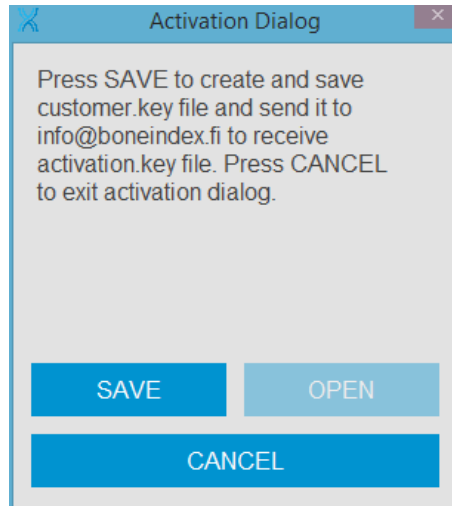 Activation Dialog
Press SAVE to create and save
customer.key file and send it to
info@boneindex.fi to receive
activation.key file. Press CANCEL
to exit activation dialog.
SAVE
OPEN
CANCEL